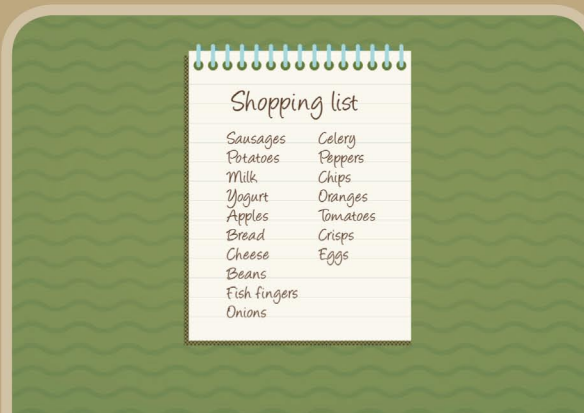 Shopping list
Sausages
Potatoes
Milk
Yogurt
Apples
Bread
Cheese
Beans
Fish fingers
Onions
Celery
Peppers
Chips
Oranges
Tomatoes
Crisps
Eggs